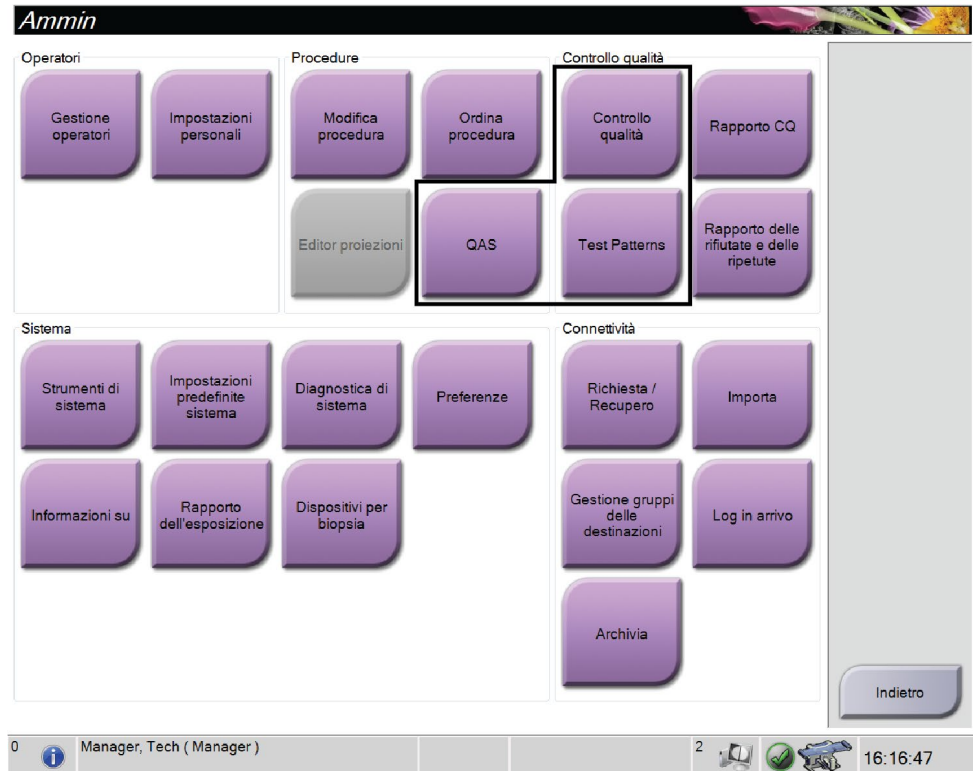 Ammin
Operatori
Gestione
operatori
Impostazioni
personali
Procedure
Modifica
procedura
Ordina
procedura
Editor proiezioni
QAS
Controllo qualità
Controllo
qualità
Rapporto CQ
Test Patterns
Rapporto delle
rifiutate e delle
ripetute
Sistema
Strumenti di
sistema
Impostazioni
predefinite
sistema
Diagnostica di
sistema
Preferenze
Informazioni su
Rapporto
dell'esposizione
Dispositivi per
biopsia
Connettività
Richiesta /
Recupero
Importa
Gestione gruppi
delle
destinazioni
Log in arrivo
Archivia
Indietro
0
Manager, Tech ( Manager )
2
16:16:47